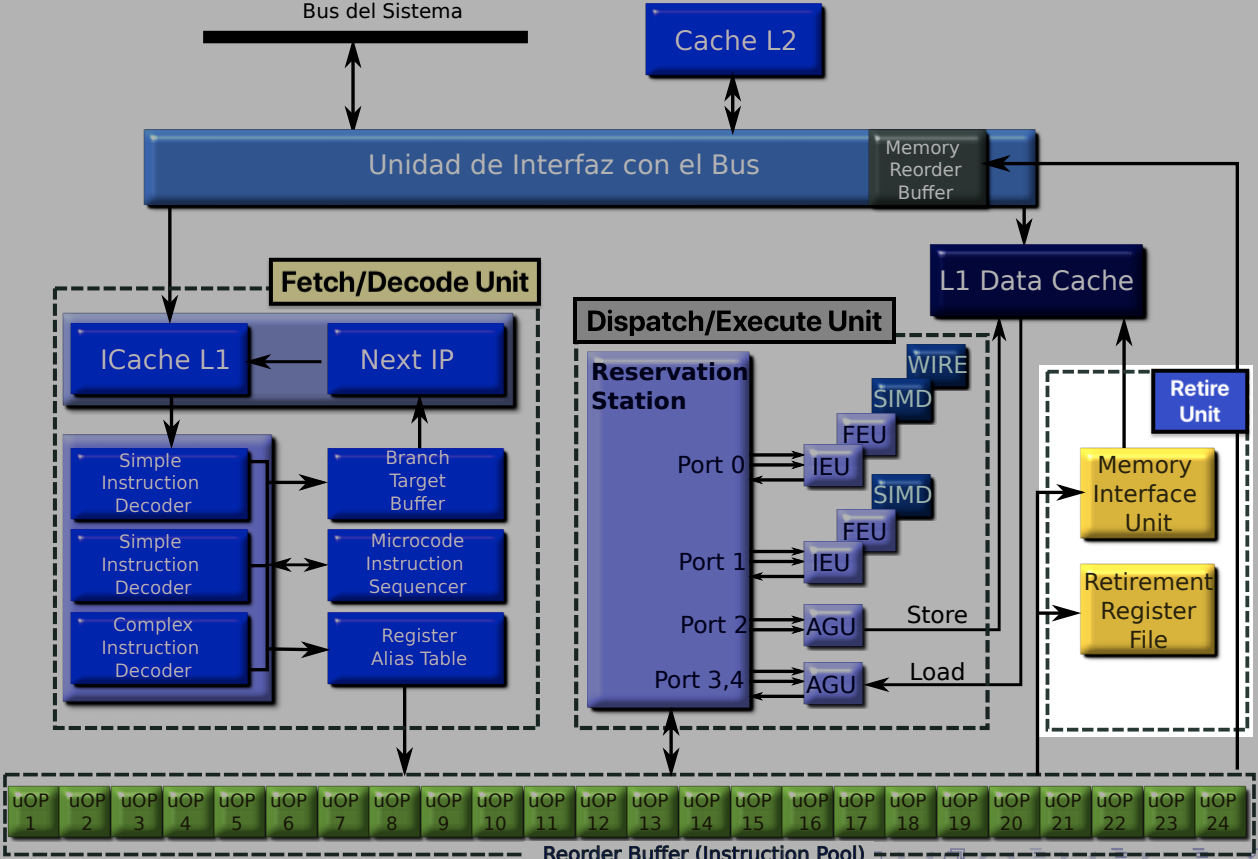 Bus del Sistema
Cache L2
Unidad de Interfaz con el Bus
Memory
Reorder
Buffer
L1 Data Cache
Fetch/Decode Unit
ICache L1
Next IP
Simple
Instruction
Decoder
Branch
Target
Buffer
Simple
Instruction
Decoder
Microcode
Instruction
Sequencer
Complex
Instruction
Decoder
Register
Alias Table
Dispatch/Execute Unit
Reservation
Station
WIRE
SIMD
FEU
Port 0
IEU
SIMD
FEU
Port 1
IEU
Port 2
AGU
Store
Port 3,4
AGU
Load
Retire
Unit
Memory
Interface
Unit
Retirement
Register
File
uOP
1
uOP
2
uOP
3
uOP
4
uOP
5
uOP
6
uOP
7
uOP
8
uOP
9
uOP
10
uOP
11
uOP
12
uOP
13
uOP
14
uOP
15
uOP
16
uOP
17
uOP
18
uOP
19
uOP
20
uOP
21
uOP
22
uOP
23
uOP
24
Reorder Buffer (Instruction Pool)